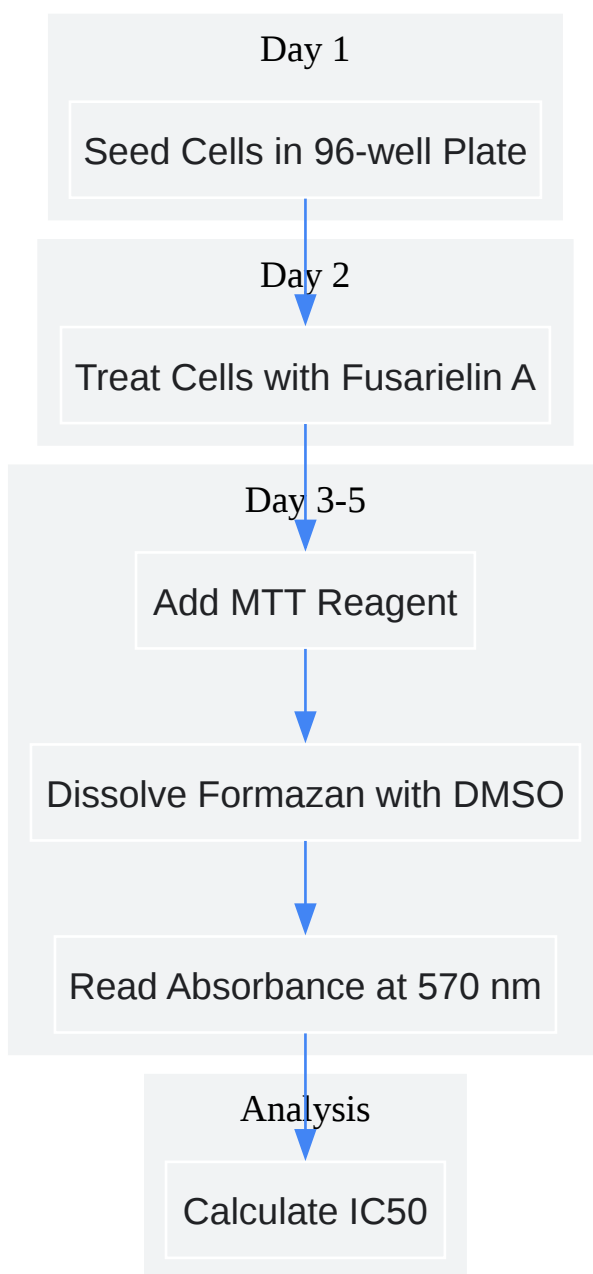 Day 1
Seed Cells in 96-well Plate
Day 2
Treat Cells with Fusarielin A
Day 3-5
Add MTT Reagent
Dissolve Formazan with DMSO
Read Absorbance at 570 nm
Analysis
Calculate IC50